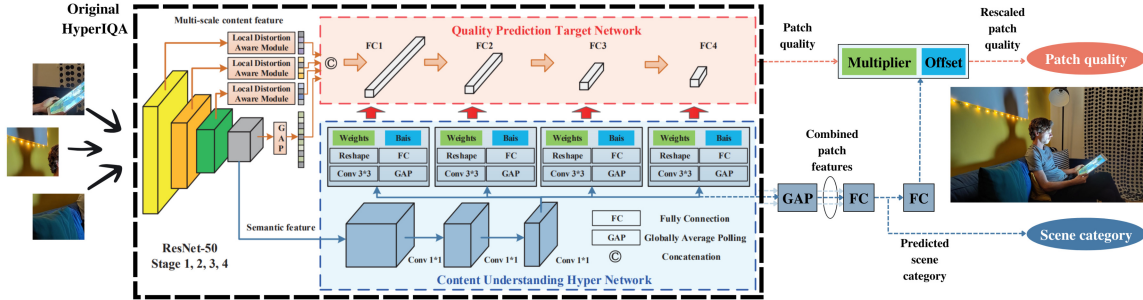 Original
HyperIQA
Multi-scale content feature
Local Distortion
Aware Module
Local Distortion
Aware Module
Local Distortion
Aware Module
G
A
P
©
Quality Prediction Target Network
FC1
FC2
FC3
FC4
Weights
Bais
Weights
Bais
Weights
Bais
Weights
Bais
Reshape
FC
Reshape
FC
Reshape
FC
Reshape
FC
Conv 3*3
GAP
Conv 3*3
GAP
Conv 3*3
GAP
Conv 3*3
GAP
Semantic feature
ResNet-50
Stage 1, 2, 3, 4
Conv 1*1
Conv 1*1
Conv 1*1
FC
Fully Connection
GAP
Globally Average Polling
©
Concatenation
Content Understanding Hyper Network
Patch
quality
Multiplier
Offset
Rescaled
patch
quality
Patch quality
Combined
patch
features
GAP
FC
FC
Predicted
scene
category
Scene category